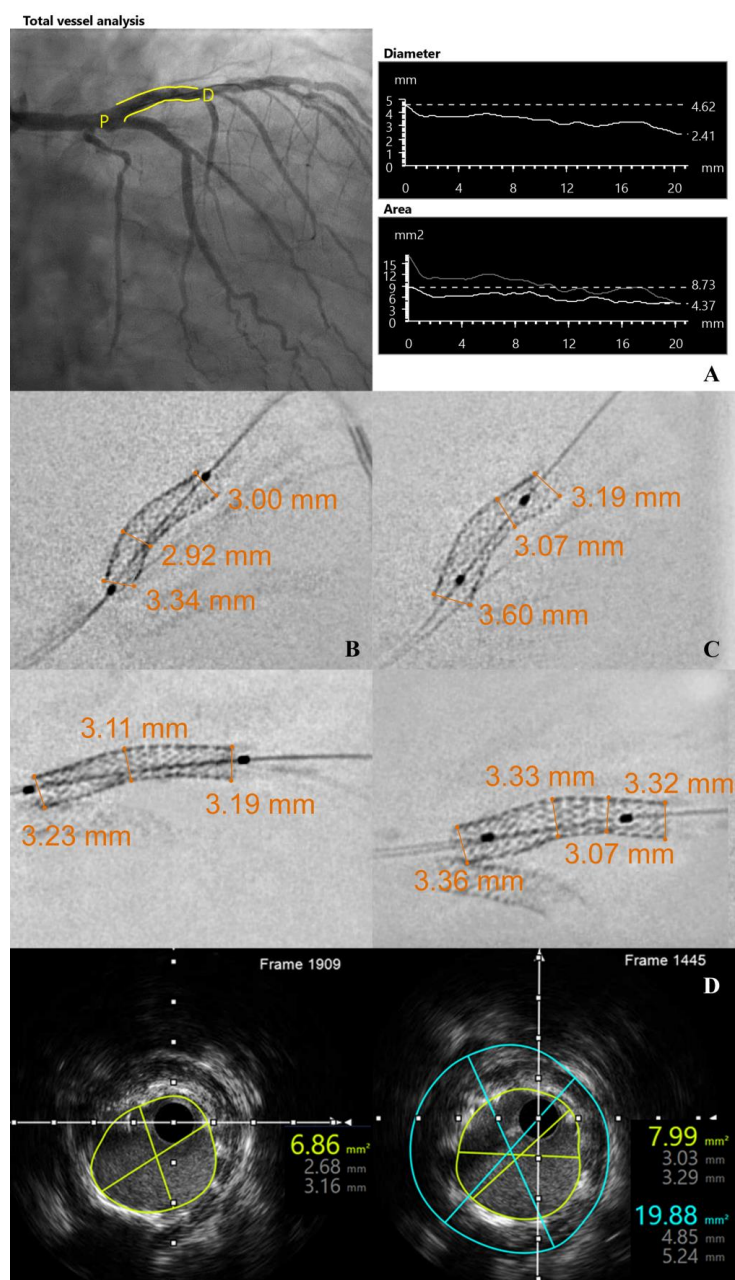 Total vessel analysis
P
D
Diameter
mm
5
4
3
2
1
0
4.62
2.41
mm
0 4 8 12 16 20
Area
mm2
15
12
9
6
3
0
8.73
4.37
mm
0 4 8 12 16 20
A
3.00 mm
2.92 mm
3.34 mm
B
3.19 mm
3.07 mm
3.60 mm
C
3.11 mm
3.19 mm
3.23 mm
3.33 mm
3.32 mm
3.07 mm
3.36 mm
Frame 1909
6.86 mm²
2.68 mm
3.16 mm
Frame 1445
D
7.99 mm²
3.03 mm
3.29 mm
19.88 mm²
4.85 mm
5.24 mm